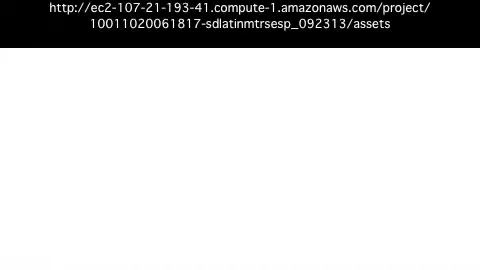 http://ec2-107-21-193-41.compute-1.amazonaws.com/project/
10011020061817-sdlatinmtrsesp_092313/assets